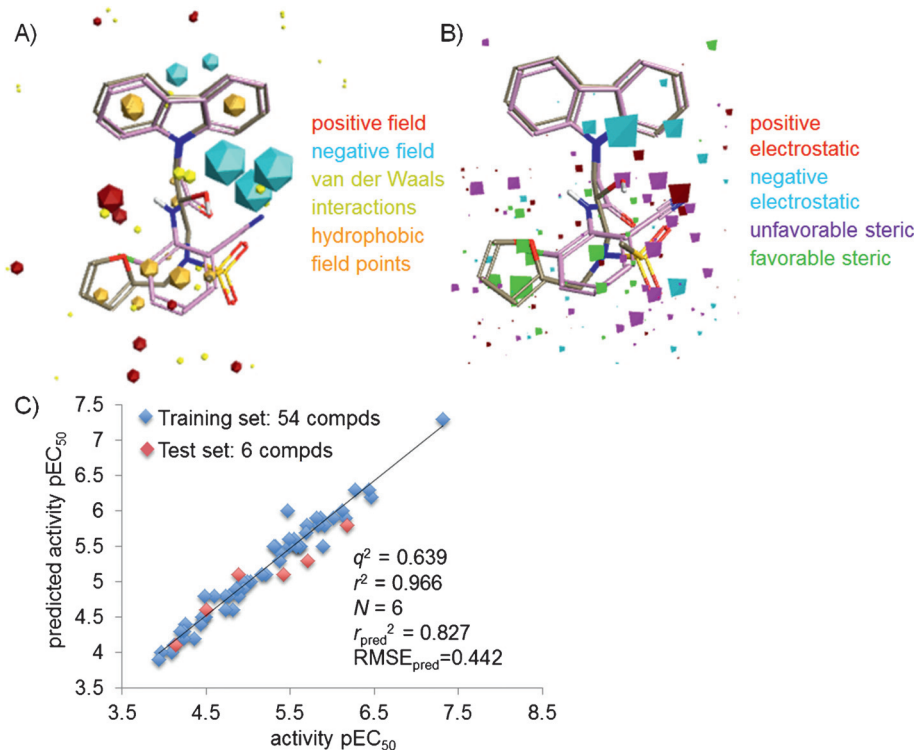 A)
positive field
negative field
van der Waals
interactions
hydrophobic
field points
B)
positive
electrostatic
negative
electrostatic
unfavorable steric
favorable steric
C)
7.5
7
6.5
6
5.5
5
4.5
4
3.5
predicted activity pEC50
Training set: 54 compds
Test set: 6 compds
q² = 0.639
r² = 0.966
N = 6
rpred² = 0.827
RMSEpred=0.442
3.5 4.5 5.5 6.5 7.5 8.5
activity pEC50